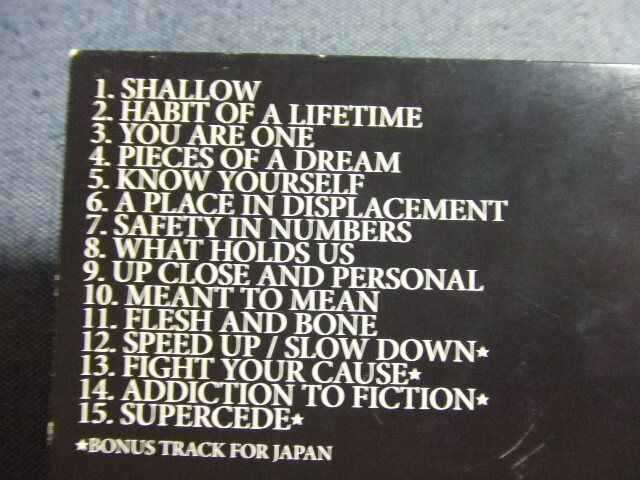 1. SHALLOW
2. HABIT OF A LIFETIME
3. YOU ARE ONE
4. PIECES OF A DREAM
5. KNOW YOURSELF
6. A PLACE IN DISPLACEMENT
7. SAFETY IN NUMBERS
8. WHAT HOLDS US
9. UP CLOSE AND PERSONAL
10. MEANT TO MEAN
11. FLESH AND BONE
12. SPEED UP / SLOW DOWN★
13. FIGHT YOUR CAUSE★
14. ADDICTION TO FICTION★
15. SUPERCEDE★
★BONUS TRACK FOR JAPAN